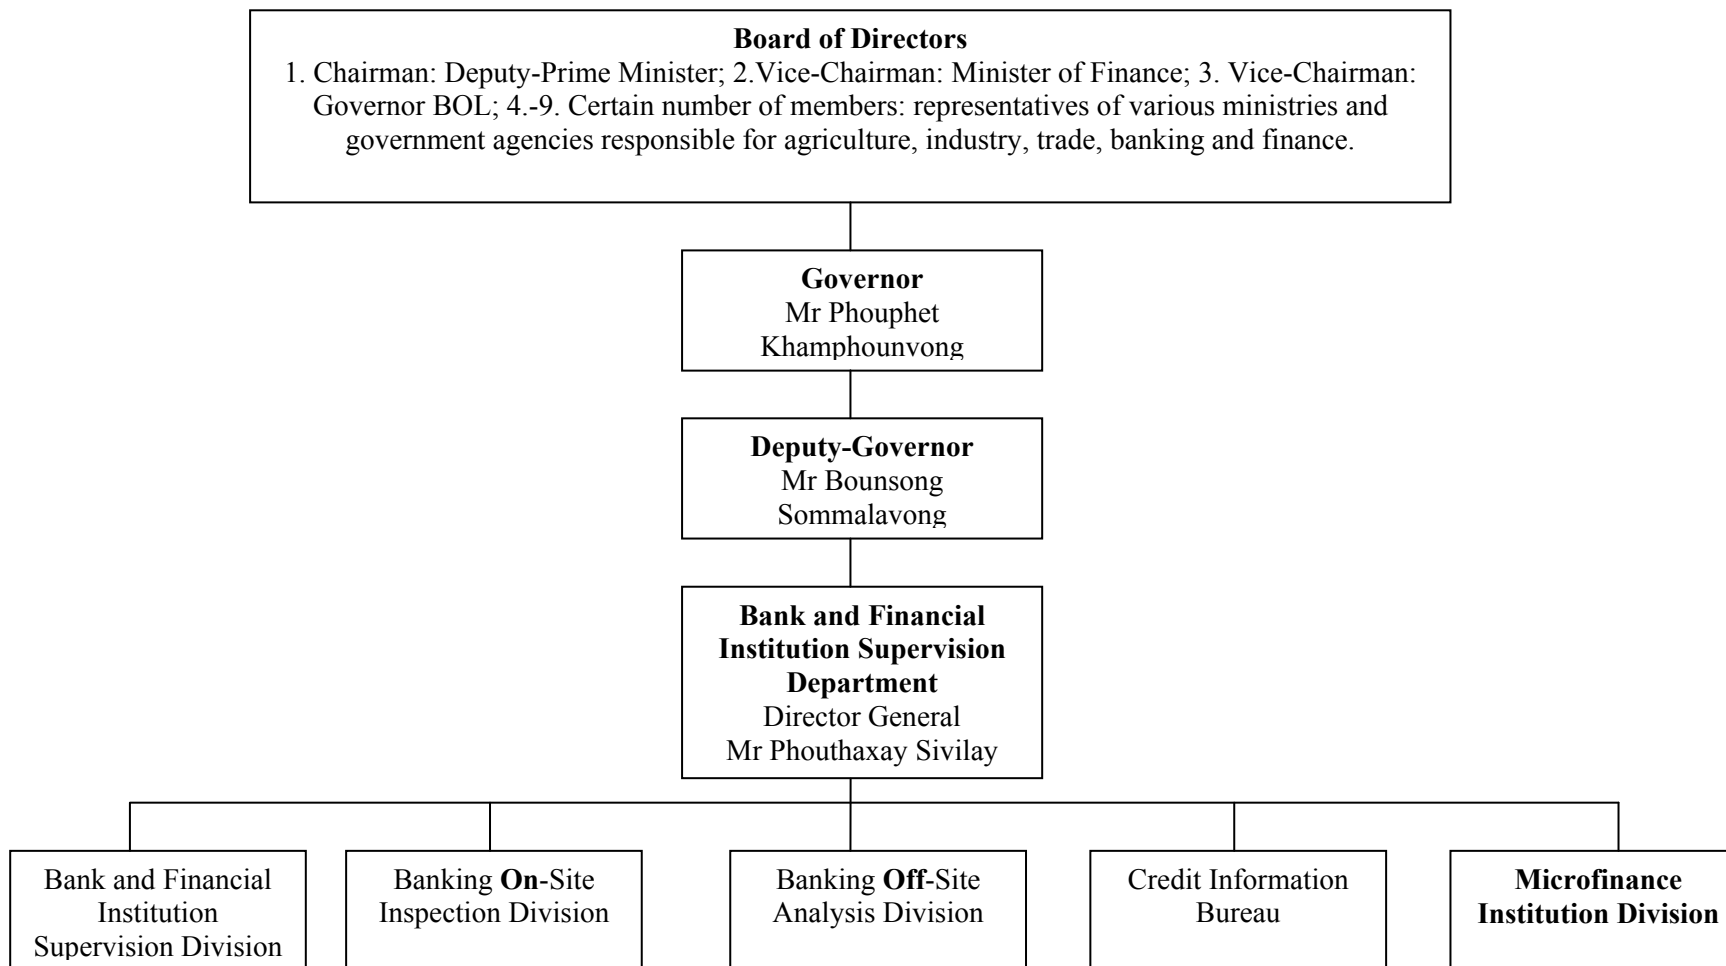 Board of Directors
1. Chairman: Deputy-Prime Minister; 2.Vice-Chairman: Minister of Finance; 3. Vice-Chairman:
Governor BOL; 4.-9. Certain number of members: representatives of various ministries and
government agencies responsible for agriculture, industry, trade, banking and finance.
Governor
Mr Phouphet
Khamphounvong
Deputy-Governor
Mr Bounsong
Sommalavong
Bank and Financial
Institution Supervision
Department
Director General
Mr Phouthaxay Sivilay
Bank and Financial
Institution
Supervision Division
Banking On-Site
Inspection Division
Banking Off-Site
Analysis Division
Credit Information
Bureau
Microfinance
Institution Division